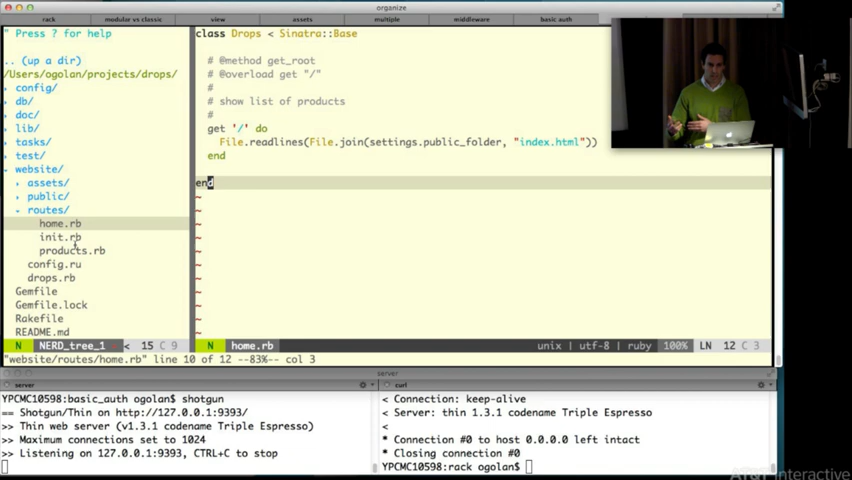 organize
rack modular vs classic view assets multiple middleware basic auth
" Press ? for help
.. (up a dir)
/Users/ogolan/projects/drops/
config/
db/
doc/
lib/
tasks/
test/
website/
assets/
public/
routes/
home.rb
init.rb
products.rb
config.ru
drops.rb
Gemfile
Gemfile.lock
Rakefile
README.md
class Drops < Sinatra::Base
# @method get_root
# @overload get "/"
#
# show list of products
#
get '/' do
File.readlines(File.join(settings.public_folder, "index.html"))
end
end
~
~
~
~
~
~
~
~
~
~
~
N NERD_tree_1 < 15 C 9
N home.rb unix | utf-8 | ruby 100% LN 12 C 3
"website/routes/home.rb" line 10 of 12 --83%-- col 3
server
server
YPCMC10598:basic_auth ogolan$ shotgun
== Shotgun/Thin on http://127.0.0.1:9393/
>> Thin web server (v1.3.1 codename Triple Espresso)
>> Maximum connections set to 1024
>> Listening on 127.0.0.1:9393, CTRL+C to stop
curl
< Connection: keep-alive
< Server: thin 1.3.1 codename Triple Espresso
<
* Connection #0 to host 0.0.0.0 left intact
* Closing connection #0
YPCMC10598:rack ogolan$
AT&T Interactive